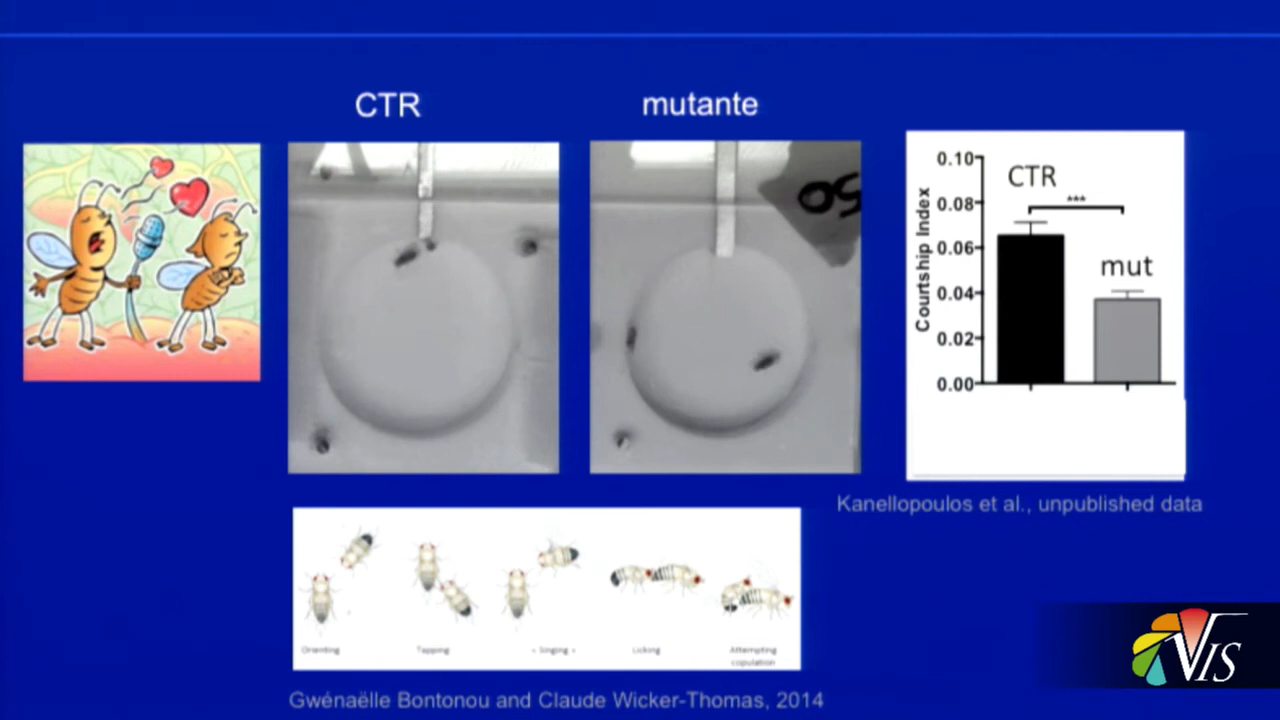 CTR
mutante
50
0.10
0.08
0.06
0.04
0.02
0.00
Courtship Index
CTR
***
mut
Kanellopoulos et al., unpublished data
Orienting
Tapping
« Singing »
Licking
Attempting
copulation
Gwénaëlle Bontonou and Claude Wicker-Thomas, 2014
VIS